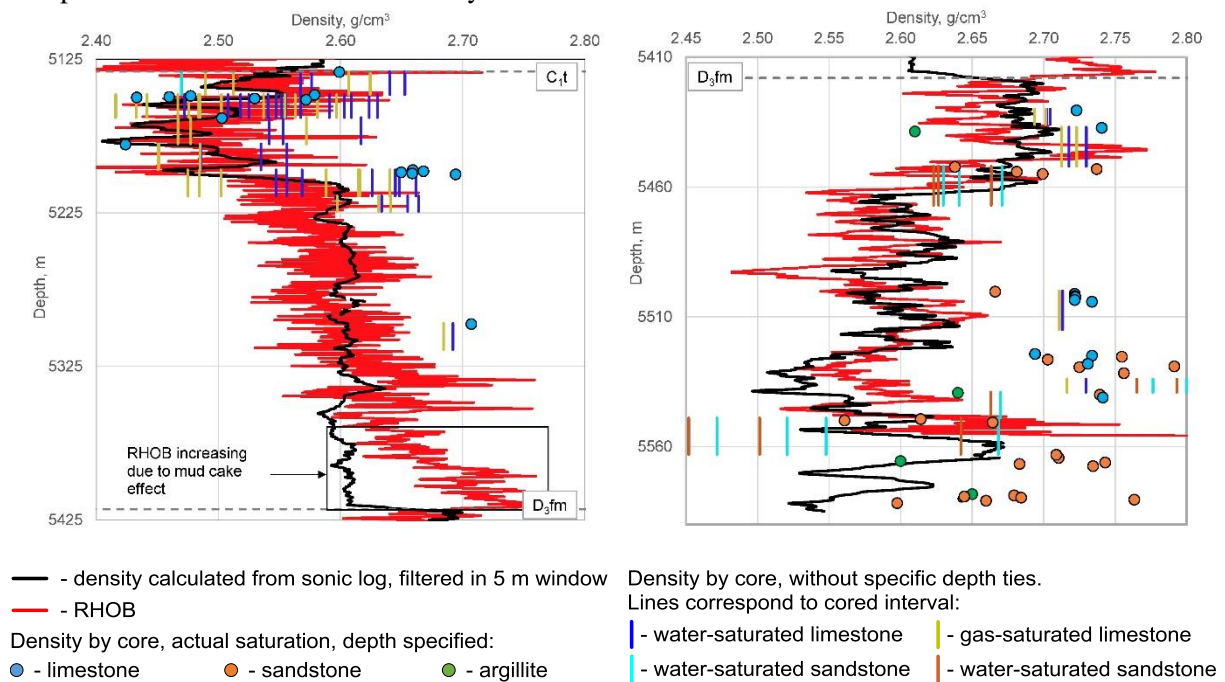 Density, g/cm³
2.40 2.50 2.60 2.70 2.80
5125
5225
5325
5425
Depth, m
C₁t
RHOB increasing
due to mud cake
effect
D₃fm
Density, g/cm³
2.45 2.50 2.55 2.60 2.65 2.70 2.75 2.80
5410
5460
5510
5560
Depth, m
D₃fm
- density calculated from sonic log, filtered in 5 m window
- RHOB
Density by core, actual saturation, depth specified:
- limestone - sandstone - argillite
Density by core, without specific depth ties.
Lines correspond to cored interval:
- water-saturated limestone - gas-saturated limestone
- water-saturated sandstone - water-saturated sandstone